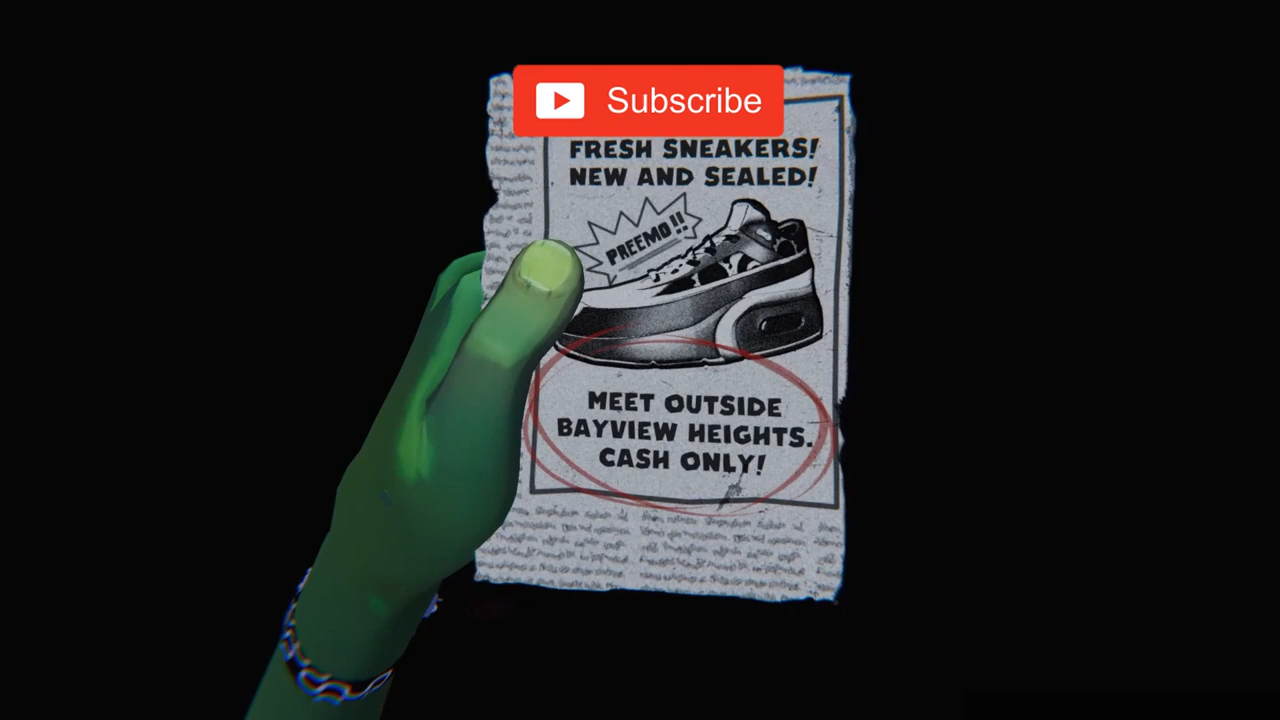 Subscribe
FRESH SNEAKERS!
NEW AND SEALED!
PREEMO!!
MEET OUTSIDE
BAYVIEW HEIGHTS.
CASH ONLY!